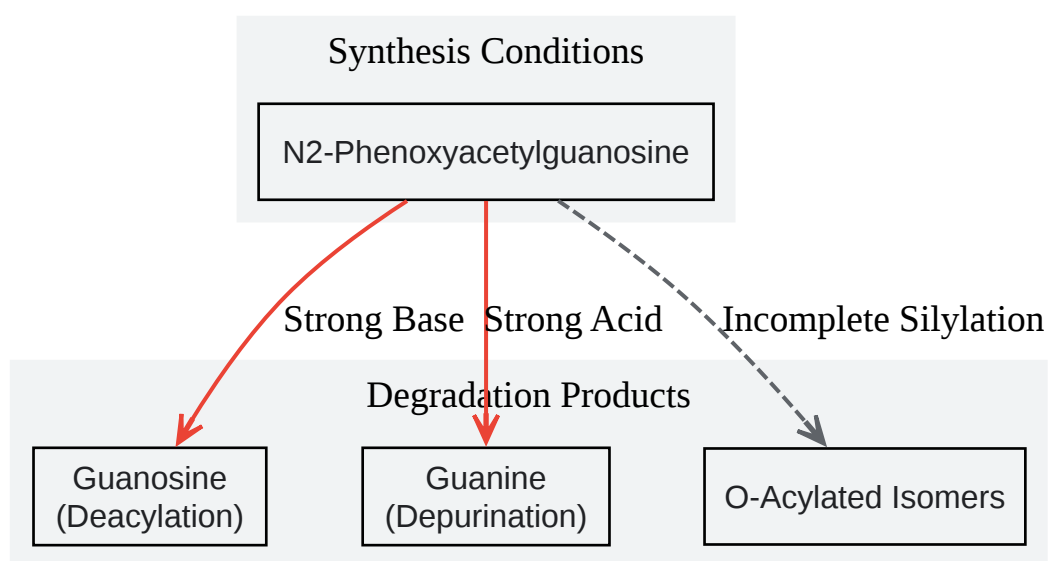 Synthesis Conditions
N2-Phenoxyacetylguanosine
Strong Base
Strong Acid
Incomplete Silylation
Degradation Products
Guanosine
(Deacylation)
Guanine
(Depurination)
O-Acylated Isomers